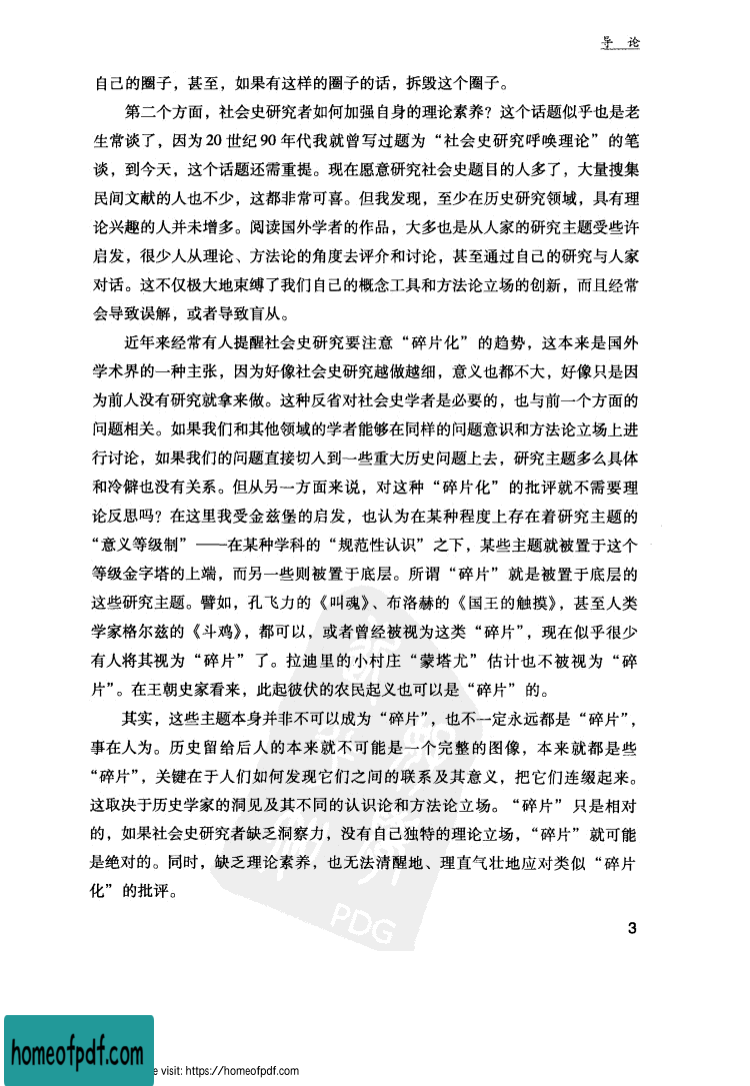 导 论
自己的圈子，甚至，如果有这样的圈子的话，拆毁这个圈子。
第二个方面，社会史研究者如何加强自身的理论素养？这个话题似乎也是老
生常谈了，因为 20 世纪 90 年代我就曾写过题为“社会史研究呼唤理论”的笔
谈，到今天，这个话题还需重提。现在愿意研究社会史题目的人多了，大量搜集
民间文献的人也不少，这都非常可喜。但我发现，至少在历史研究领域，具有理
论兴趣的人并未增多。阅读国外学者的作品，大多也是从人家的研究主题受些许
启发，很少人从理论、方法论的角度去评介和讨论，甚至通过自己的研究与人家
对话。这不仅极大地束缚了我们自己的概念工具和方法论立场的创新，而且经常
会导致误解，或者导致盲从。
近年来经常有人提醒社会史研究要注意“碎片化”的趋势，这本来是国外
学术界的一种主张，因为好像社会史研究越做越细，意义也都不大，好像只是因
为前人没有研究就拿来做。这种反省对社会史学者是必要的，也与前一个方面的
问题相关。如果我们和其他领域的学者能够在同样的问题意识和方法论立场上进
行讨论，如果我们的问题直接切入到一些重大历史问题上去，研究主题多么具体
和冷僻也没有关系。但从另一方面来说，对这种“碎片化”的批评就不需要理
论反思吗？在这里我受金兹堡的启发，也认为在某种程度上存在着研究主题的
“意义等级制”——在某种学科的“规范性认识”之下，某些主题就被置于这个
等级金字塔的上端，而另一些则被置于底层。所谓“碎片”就是被置于底层的
这些研究主题。譬如，孔飞力的《叫魂》、布洛赫的《国王的触摸》，甚至人类
学家格尔兹的《斗鸡》，都可以，或者曾经被视为这类“碎片”，现在似乎很少
有人将其视为“碎片”了。拉迪里的小村庄“蒙塔尤”估计也不被视为“碎
片”。在王朝史家看来，此起彼伏的农民起义也可以是“碎片”的。
其实，这些主题本身并非不可以成为“碎片”，也不一定永远都是“碎片”，
事在人为。历史留给后人的本来就不可能是一个完整的图像，本来就都是些
“碎片”，关键在于人们如何发现它们之间的联系及其意义，把它们连缀起来。
这取决于历史学家的洞见及其不同的认识论和方法论立场。“碎片”只是相对
的，如果社会史研究者缺乏洞察力，没有自己独特的理论立场，“碎片”就可能
是绝对的。同时，缺乏理论素养，也无法清醒地、理直气壮地应对类似“碎片
化”的批评。
PDG
3
homeofpdf.com
e visit: https://homeofpdf.com